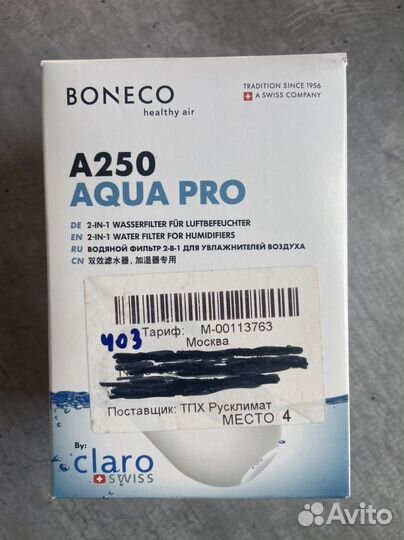 BONECO
healthy air
TRADITION SINCE 1956
A SWISS COMPANY
A250
AQUA PRO
DE 2-IN-1 WASSERFILTER FÜR LUFTBEFEUCHTER
EN 2-IN-1 WATER FILTER FOR HUMIDIFIERS
RU ВОДЯНОЙ ФИЛЬТР 2-В-1 ДЛЯ УВЛАЖНИТЕЛЕЙ ВОЗДУХА
CN 双效滤水器，加湿器专用
403
Тариф: М-00113763
Москва
Поставщик: ТПХ Русклимат
МЕСТО 4
By:
claro
SWISS
Avito